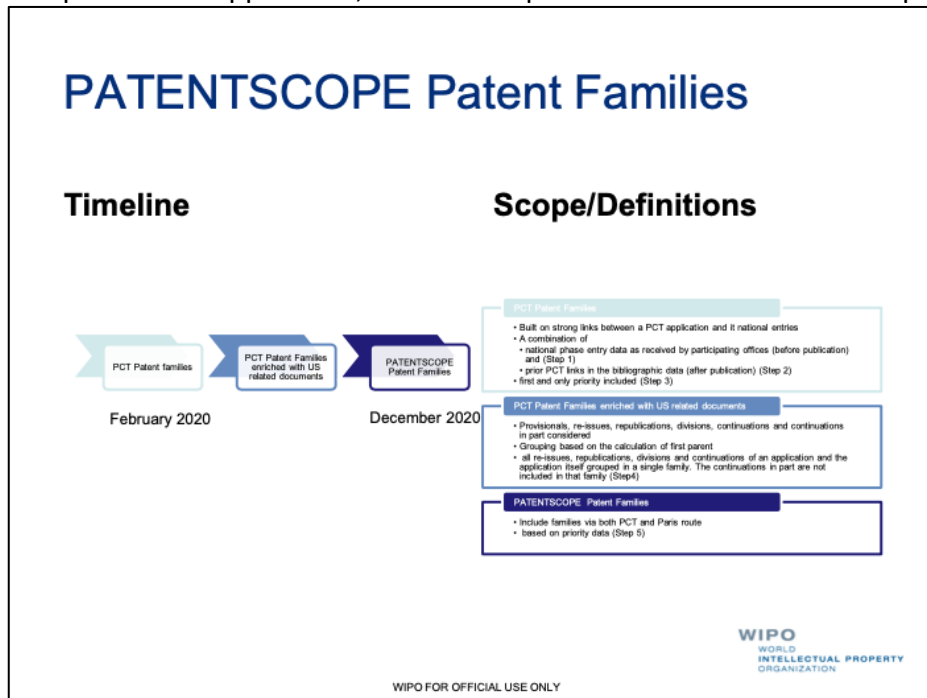 PATENTSCOPE Patent Families
Timeline
PCT Patent families
PCT Patent Families
enriched with US
related documents
PATENTSCOPE
Patent Families
February 2020
December 2020
Scope/Definitions
PCT Patent Families
• Built on strong links between a PCT application and it national entries
• A combination of
• national phase entry data as received by participating offices (before publication)
and (Step 1)
• prior PCT links in the bibliographic data (after publication) (Step 2)
• first and only priority included (Step 3)
PCT Patent Families enriched with US related documents
• Provisionals, re-issues, republications, divisions, continuations and continuations
in part considered
• Grouping based on the calculation of first parent
• all re-issues, republications, divisions and continuations of an application and the
application itself grouped in a single family. The continuations in part are not
included in that family (Step4)
PATENTSCOPE Patent Families
• Include families via both PCT and Paris route
• based on priority data (Step 5)
WIPO
WORLD
INTELLECTUAL PROPERTY
ORGANIZATION
WIPO FOR OFFICIAL USE ONLY